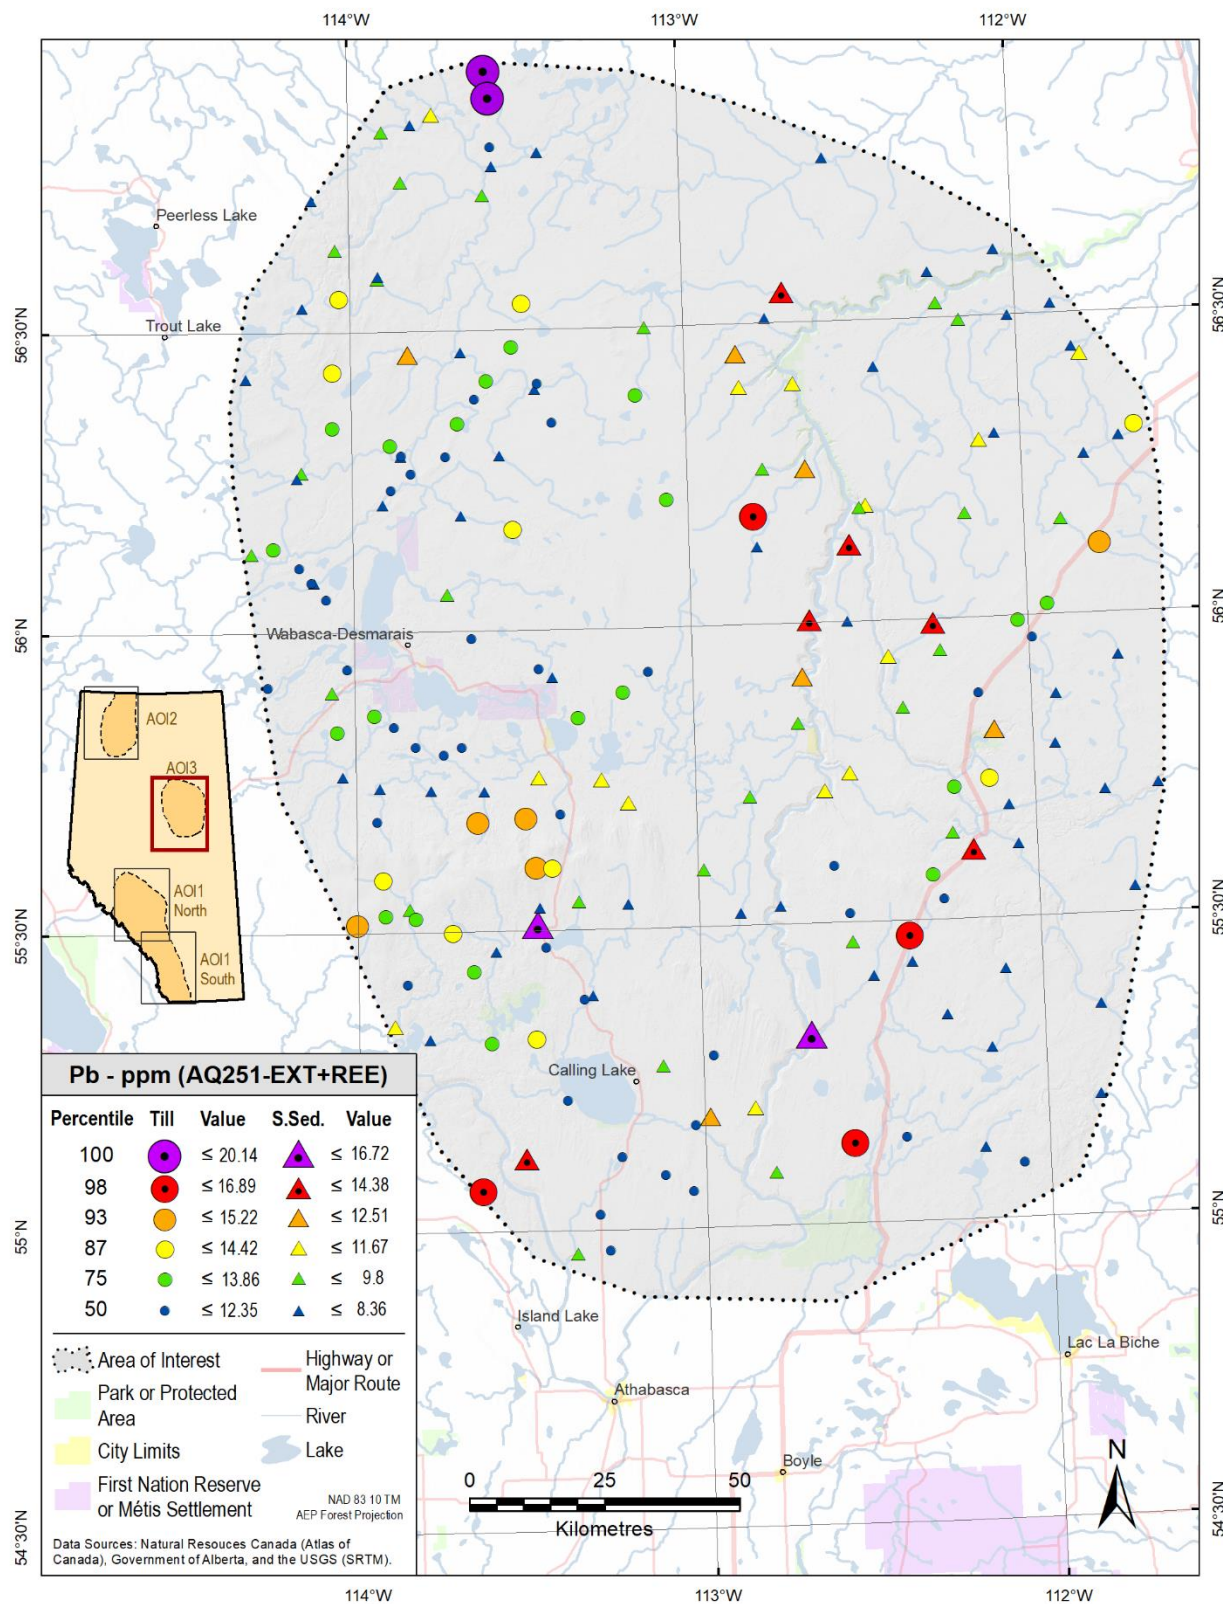 114°W 113°W 112°W
Peerless Lake
56°30'N 56°30'N
Trout Lake
56°N 56°N
Wabasca-Desmarais
AOI2
AOI3
AOI1
North
AOI1
South
55°30'N 55°30'N
Calling Lake
Pb - ppm (AQ251-EXT+REE)
Percentile Till Value S.Sed. Value
100 ≤ 20.14 ≤ 16.72
98 ≤ 16.89 ≤ 14.38
93 ≤ 15.22 ≤ 12.51
87 ≤ 14.42 ≤ 11.67
75 ≤ 13.86 ≤ 9.8
50 ≤ 12.35 ≤ 8.36
55°N 55°N
Area of Interest
Park or Protected
Area
City Limits
First Nation Reserve
or Métis Settlement
Highway or
Major Route
River
Lake
NAD 83 10 TM
AEP Forest Projection
Data Sources: Natural Resouces Canada (Atlas of
Canada), Government of Alberta, and the USGS (SRTM).
Island Lake
Lac La Biche
Athabasca
Boyle
0 25 50
Kilometres
N
54°30'N 54°30'N
114°W 113°W 112°W